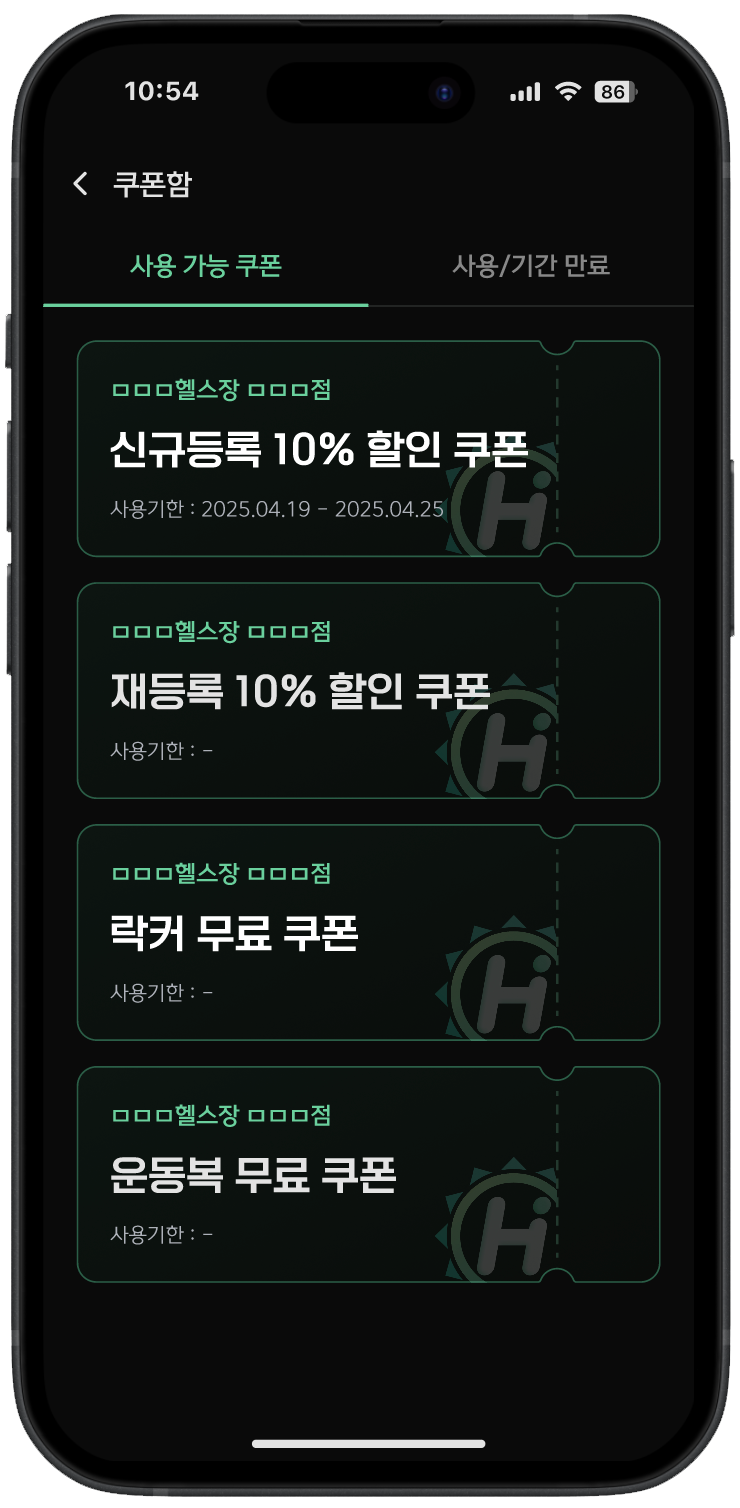 10:54
86
쿠폰함
사용 가능 쿠폰
사용/기간 만료
ㅁㅁㅁ헬스장 ㅁㅁㅁ점
신규등록 10% 할인 쿠폰
사용기한 : 2025.04.19 - 2025.04.25
ㅁㅁㅁ헬스장 ㅁㅁㅁ점
재등록 10% 할인 쿠폰
사용기한 : -
ㅁㅁㅁ헬스장 ㅁㅁㅁ점
락커 무료 쿠폰
사용기한 : -
ㅁㅁㅁ헬스장 ㅁㅁㅁ점
운동복 무료 쿠폰
사용기한 : -